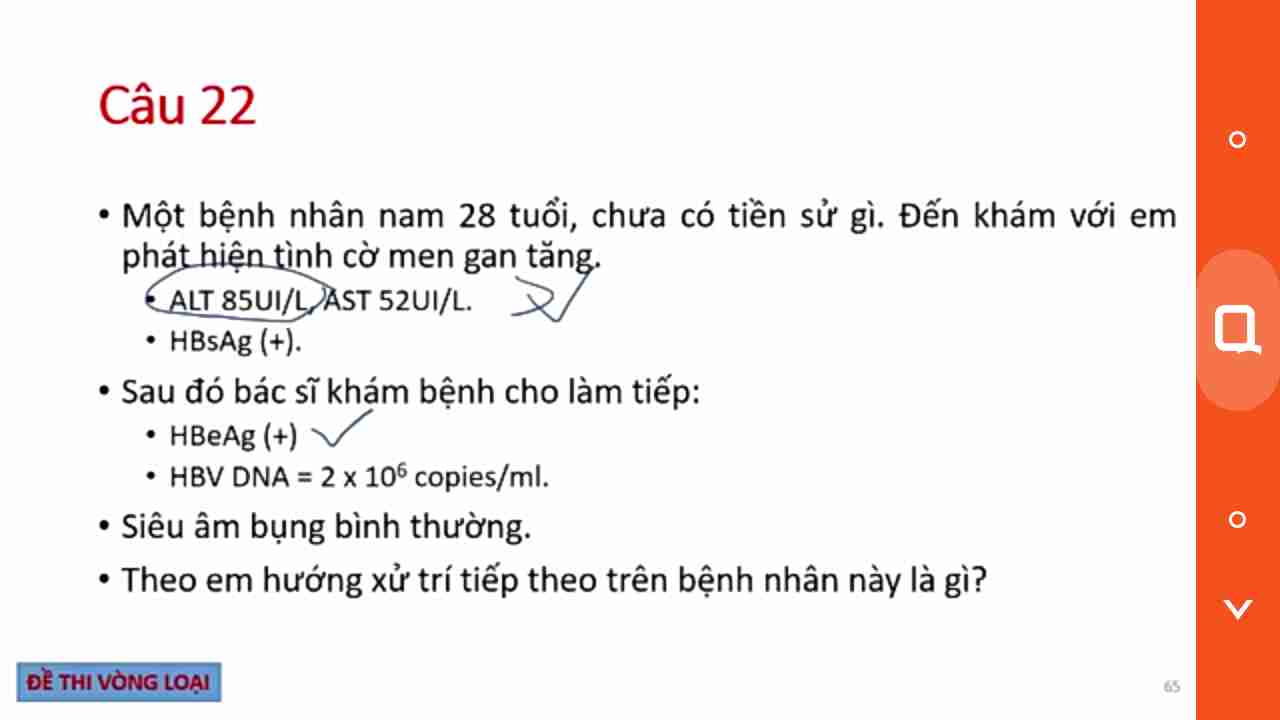 Câu 22
• Một bệnh nhân nam 28 tuổi, chưa có tiền sử gì. Đến khám với em
phát hiện tình cờ men gan tăng.
• ALT 85UI/L, AST 52UI/L.
• HBsAg (+).
• Sau đó bác sĩ khám bệnh cho làm tiếp:
• HBeAg (+)
• HBV DNA = 2 x 10⁶ copies/ml.
• Siêu âm bụng bình thường.
• Theo em hướng xử trí tiếp theo trên bệnh nhân này là gì?
ĐỀ THI VÒNG LOẠI
65